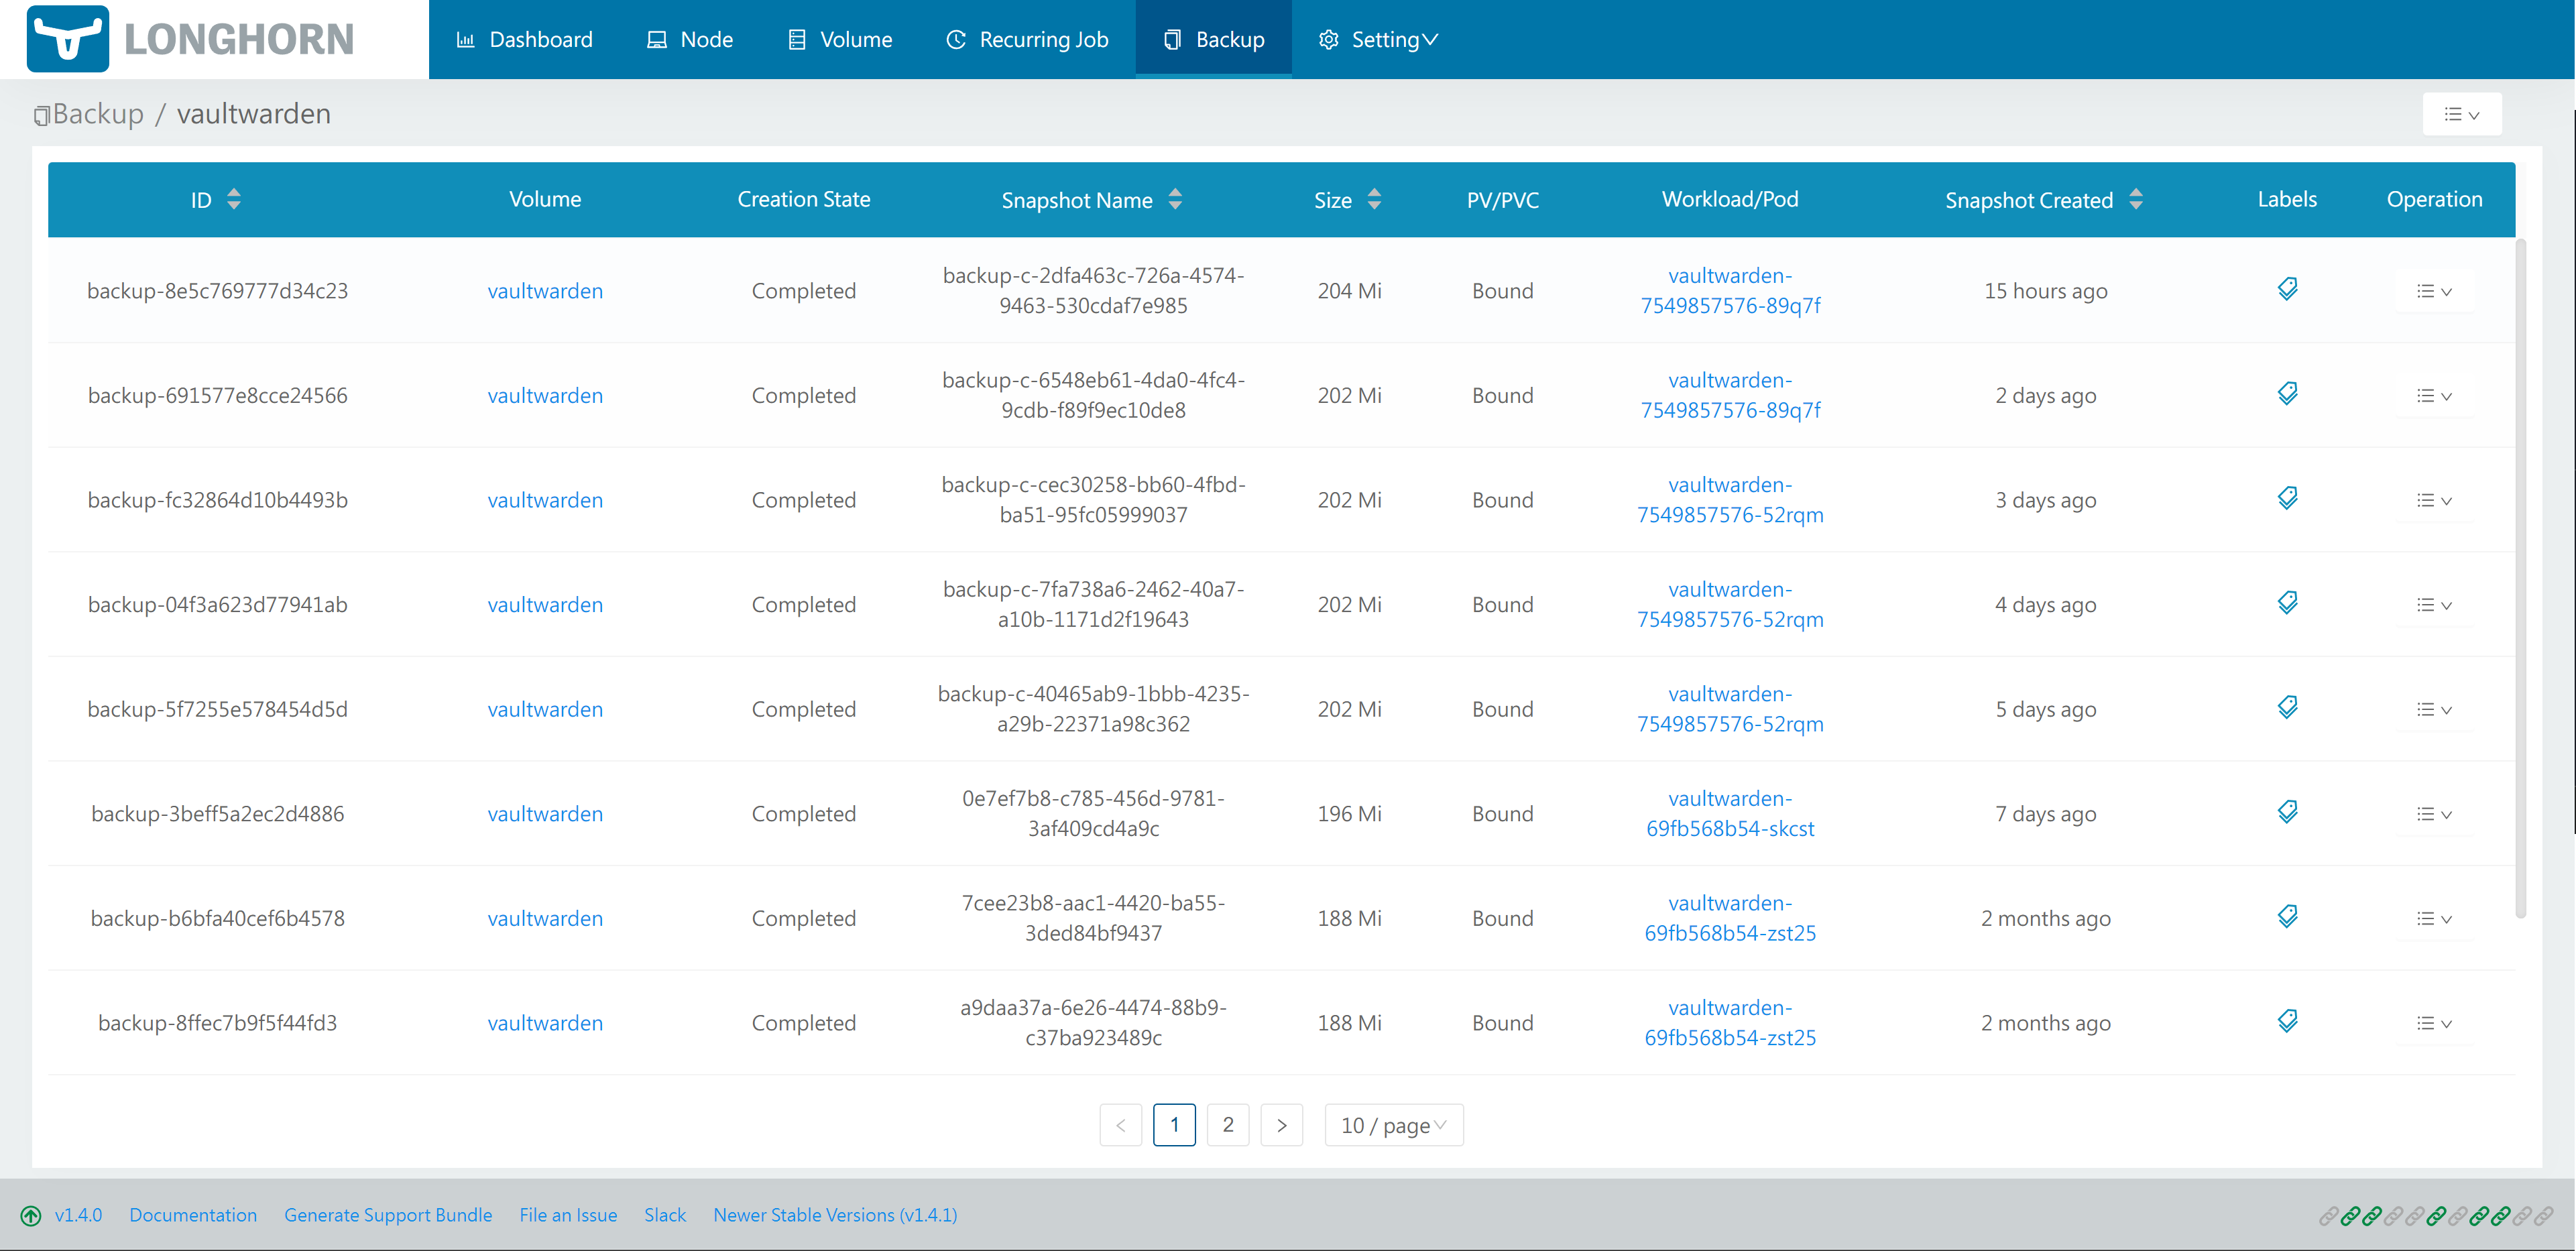 LONGHORN
Dashboard Node Volume Recurring Job Backup Setting
Backup / vaultwarden
ID Volume Creation State Snapshot Name Size PV/PVC Workload/Pod Snapshot Created Labels Operation
backup-8e5c769777d34c23 vaultwarden Completed backup-c-2dfa463c-726a-4574-9463-530cdaf7e985 204 Mi Bound vaultwarden-7549857576-89q7f 15 hours ago
backup-691577e8cce24566 vaultwarden Completed backup-c-6548eb61-4da0-4fc4-9cdb-f89f9ec10de8 202 Mi Bound vaultwarden-7549857576-89q7f 2 days ago
backup-fc32864d10b4493b vaultwarden Completed backup-c-cec30258-bb60-4fbd-ba51-95fc05999037 202 Mi Bound vaultwarden-7549857576-52rqm 3 days ago
backup-04f3a623d77941ab vaultwarden Completed backup-c-7fa738a6-2462-40a7-a10b-1171d2f19643 202 Mi Bound vaultwarden-7549857576-52rqm 4 days ago
backup-5f7255e578454d5d vaultwarden Completed backup-c-40465ab9-1bbb-4235-a29b-22371a98c362 202 Mi Bound vaultwarden-7549857576-52rqm 5 days ago
backup-3beff5a2ec2d4886 vaultwarden Completed 0e7ef7b8-c785-456d-9781-3af409cd4a9c 196 Mi Bound vaultwarden-69fb568b54-skcst 7 days ago
backup-b6bfa40cef6b4578 vaultwarden Completed 7cee23b8-aac1-4420-ba55-3ded84bf9437 188 Mi Bound vaultwarden-69fb568b54-zst25 2 months ago
backup-8ffec7b9f5f44fd3 vaultwarden Completed a9daa37a-6e26-4474-88b9-c37ba923489c 188 Mi Bound vaultwarden-69fb568b54-zst25 2 months ago
< 1 2 > 10 / page
v1.4.0 Documentation Generate Support Bundle File an Issue Slack Newer Stable Versions (v1.4.1)